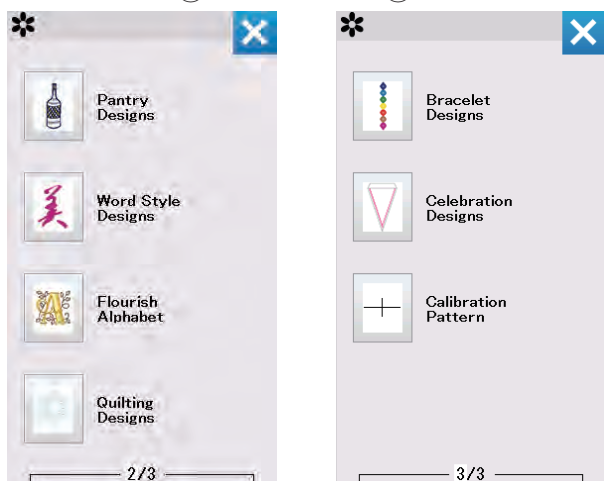 Pantry
Designs
美
Word Style
Designs
A
Flourish
Alphabet
Quilting
Designs
2/3
Bracelet
Designs
Celebration
Designs
Calibration
Pattern
3/3